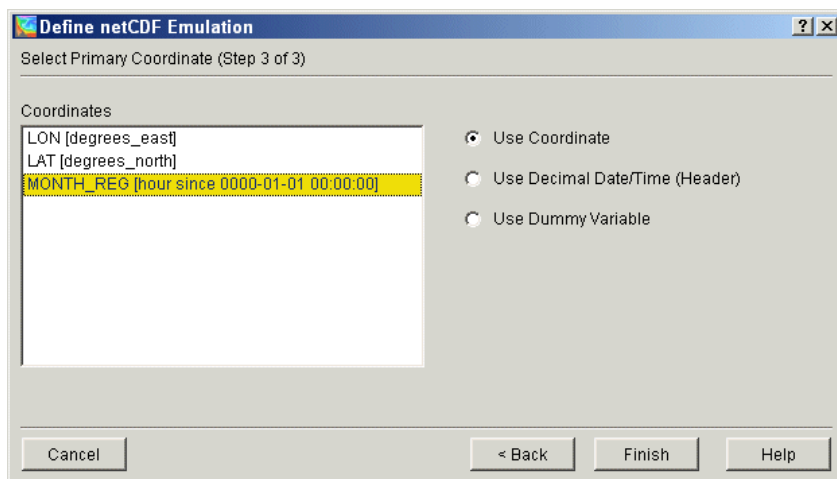 Define netCDF Emulation
Select Primary Coordinate (Step 3 of 3)
Coordinates
LON [degrees_east]
LAT [degrees_north]
MONTH_REG [hour since 0000-01-01 00:00:00]
Use Coordinate
Use Decimal Date/Time (Header)
Use Dummy Variable
Cancel
< Back
Finish
Help